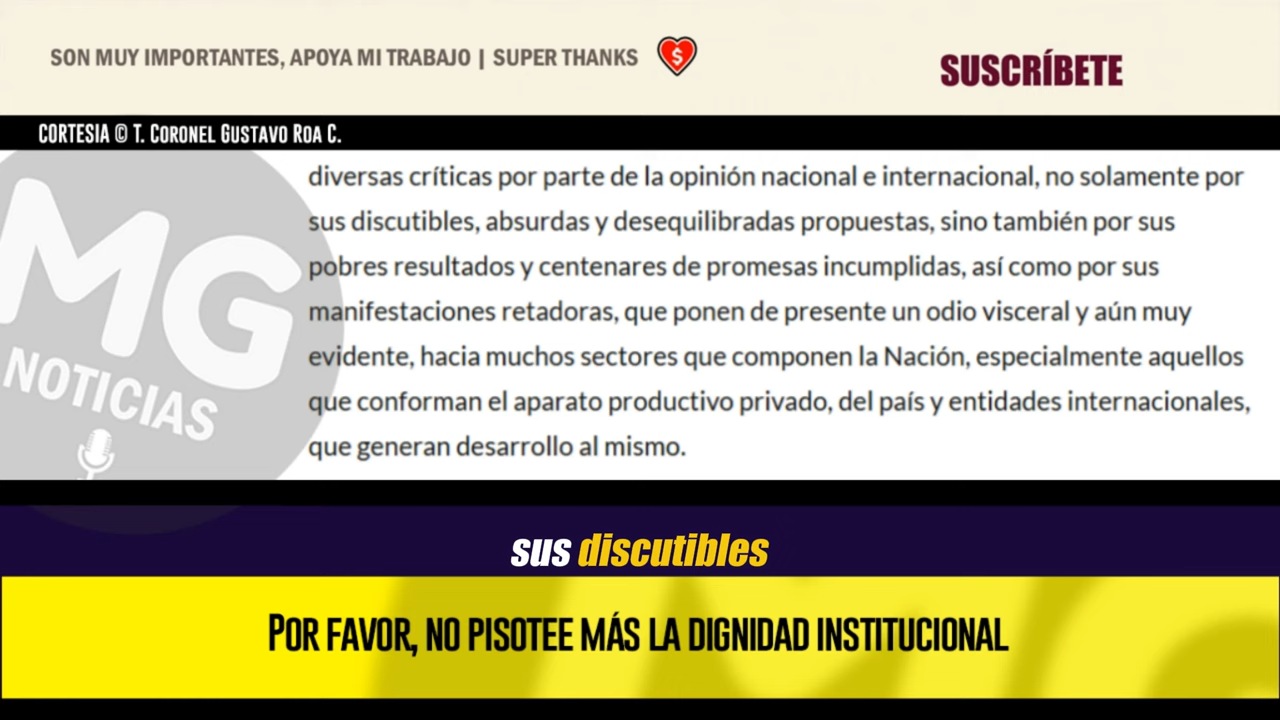 SON MUY IMPORTANTES, APOYA MI TRABAJO | SUPER THANKS
$
SUSCRÍBETE
CORTESIA © T. CORONEL GUSTAVO ROA C.
MG
NOTICIAS
diversas críticas por parte de la opinión nacional e internacional, no solamente por
sus discutibles, absurdas y desequilibradas propuestas, sino también por sus
pobres resultados y centenares de promesas incumplidas, así como por sus
manifestaciones retadoras, que ponen de presente un odio visceral y aún muy
evidente, hacia muchos sectores que componen la Nación, especialmente aquellos
que conforman el aparato productivo privado, del país y entidades internacionales,
que generan desarrollo al mismo.
sus discutibles
POR FAVOR, NO PISOTEE MÁS LA DIGNIDAD INSTITUCIONAL